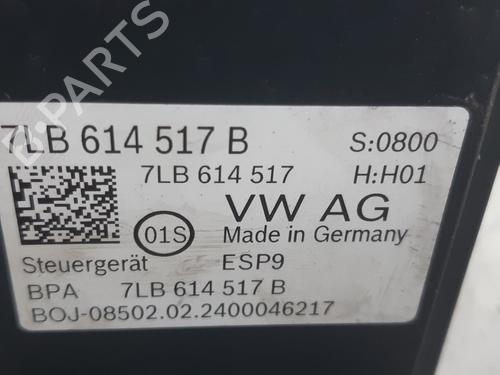 7LB 614 517 B S:0800
7LB 614 517 H:H01
01S VW AG
Made in Germany
Steuergerät ESP9
BPA 7LB 614 517 B
BOJ-08502.02.2400046217
B-PARTS